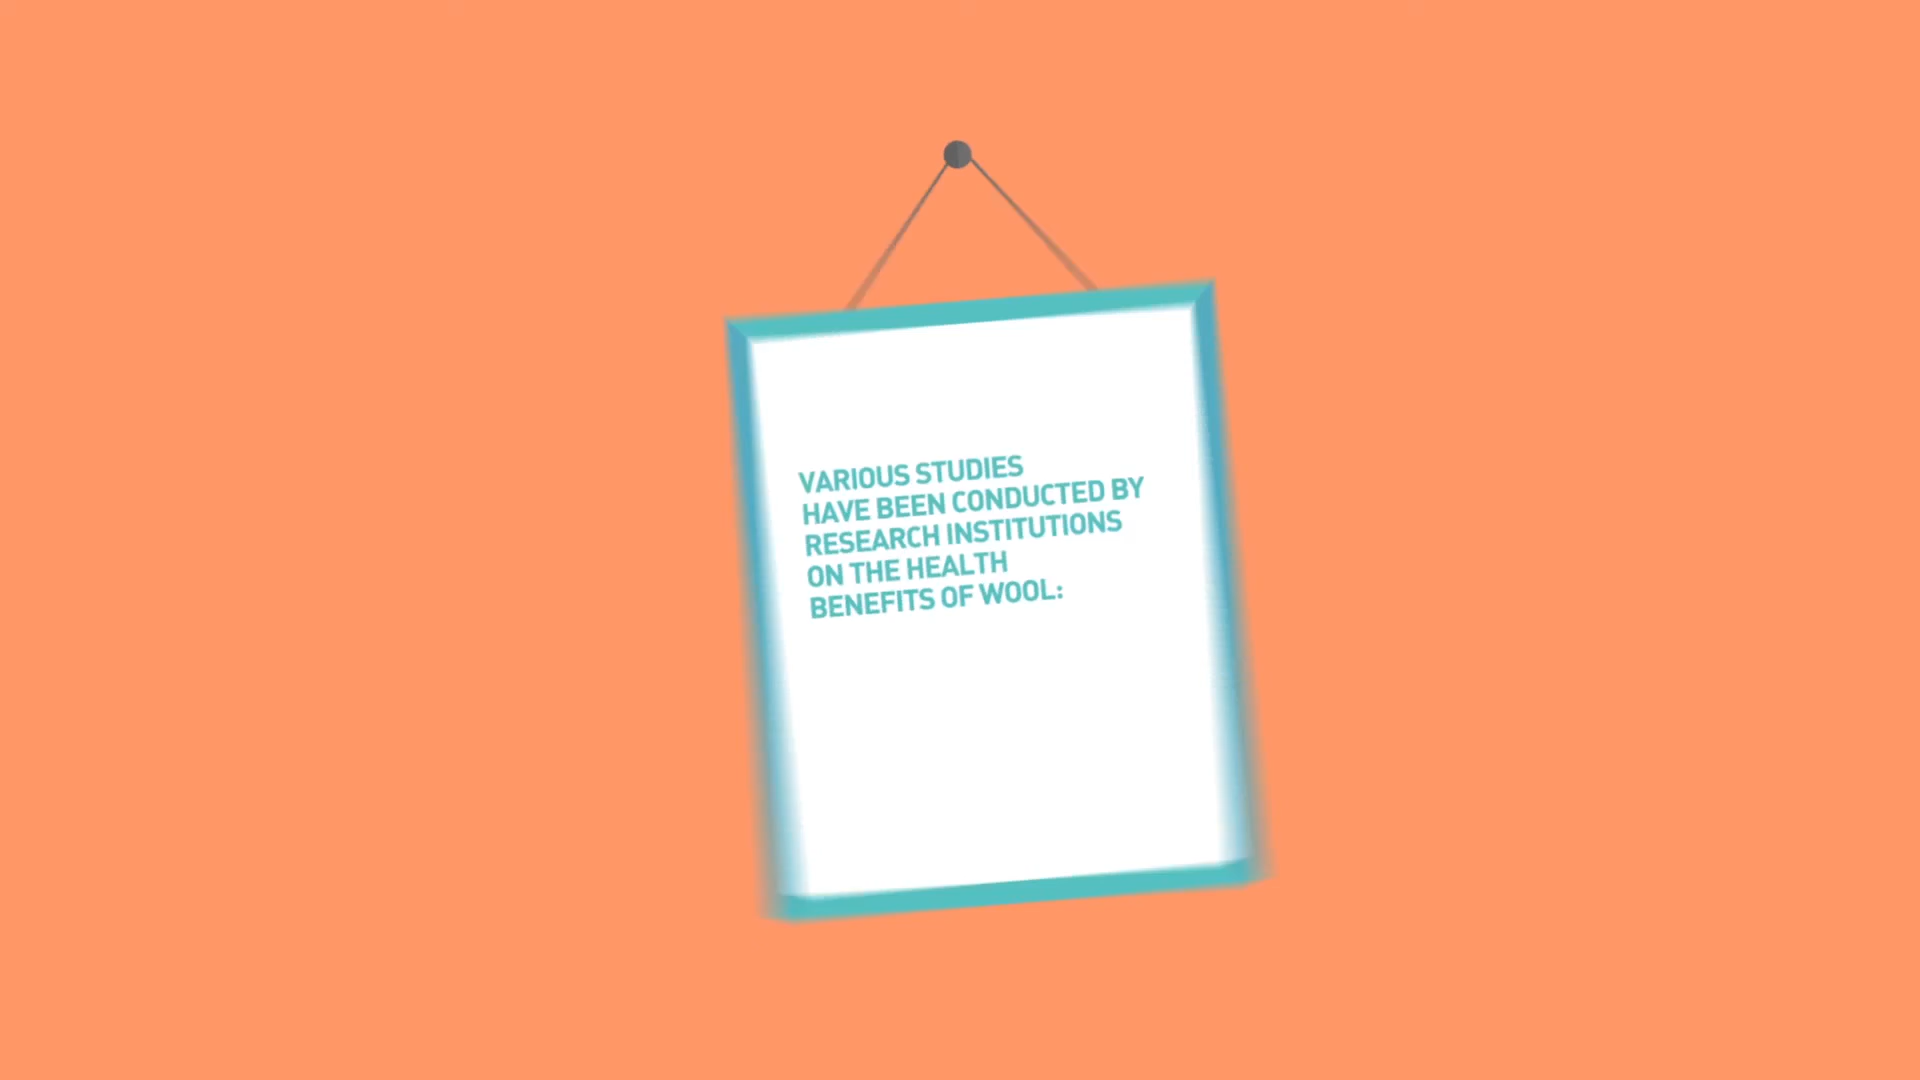 VARIOUS STUDIES
HAVE BEEN CONDUCTED BY
RESEARCH INSTITUTIONS
ON THE HEALTH
BENEFITS OF WOOL: